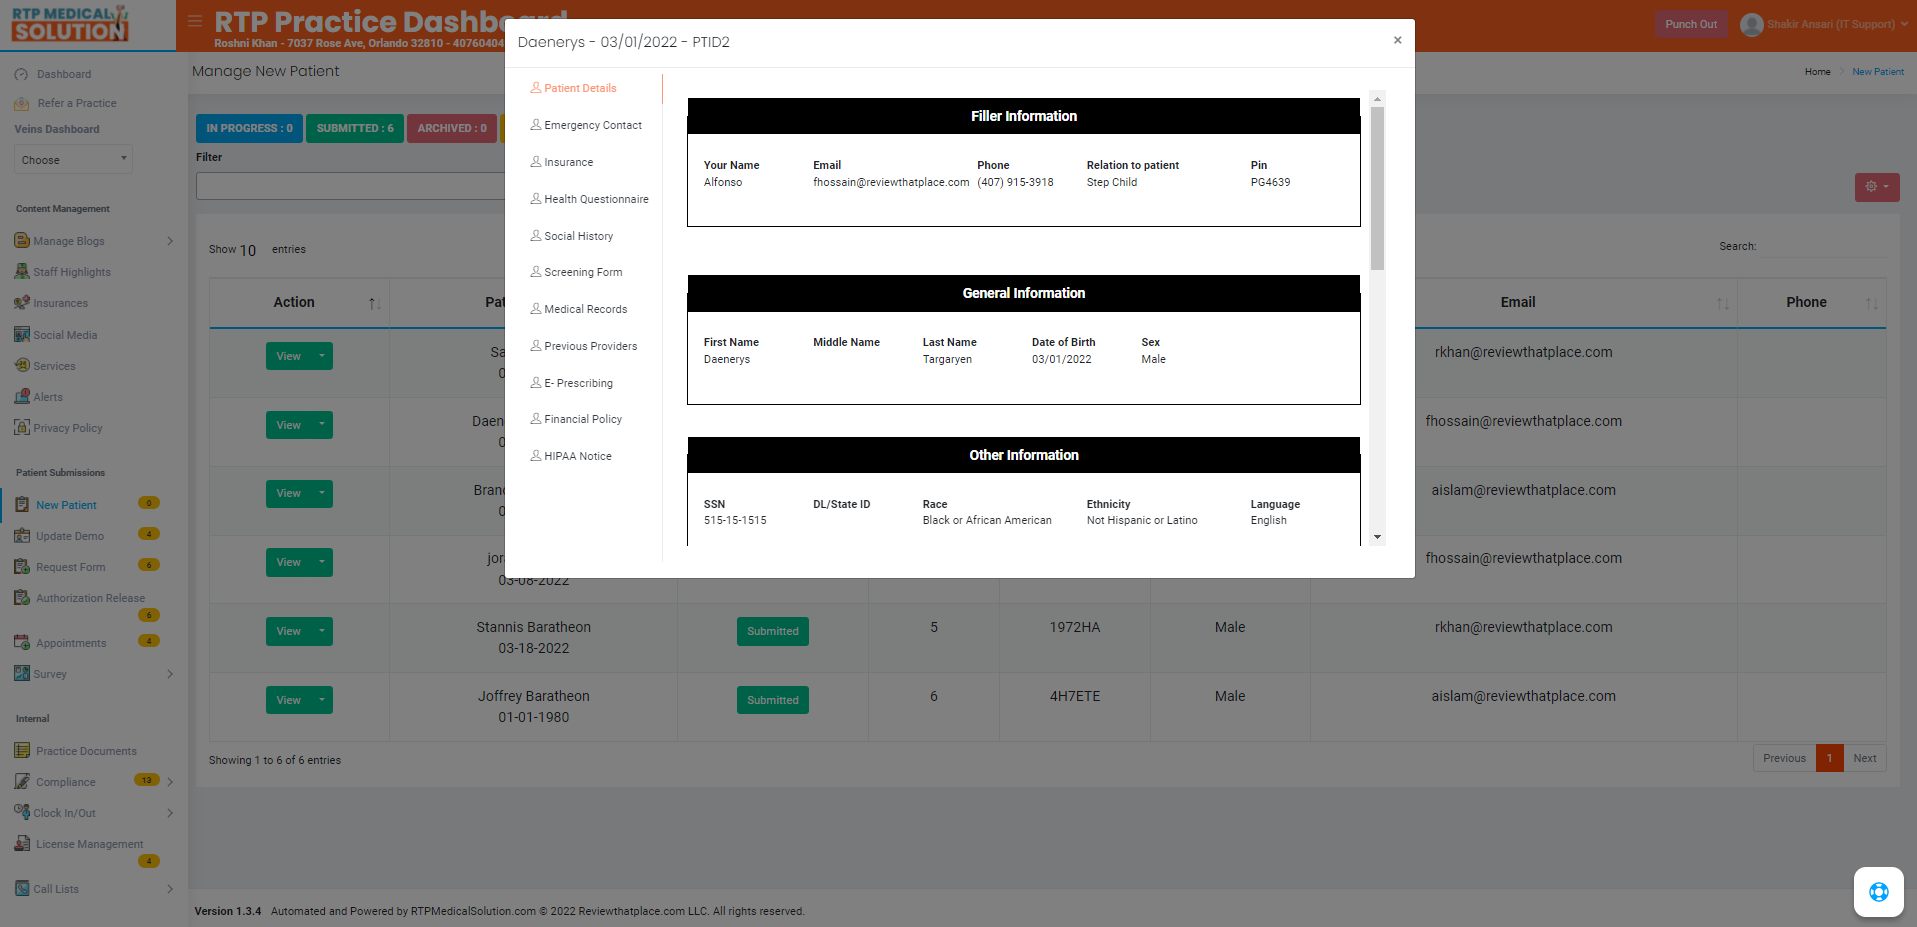 RTP MEDICAL
SOLUTION
RTP Practice Dashboard
Roshni Khan - 7037 Rose Ave, Orlando 32810 - 40760404
Punch Out
Shakir Ansari (IT Support)
Dashboard
Refer a Practice
Veins Dashboard
Choose
Content Management
Manage Blogs
Staff Highlights
Insurances
Social Media
Services
Alerts
Privacy Policy
Patient Submissions
New Patient 0
Update Demo 4
Request Form 6
Authorization Release
6
Appointments 4
Survey
Internal
Practice Documents
Compliance 13
Clock In/Out
License Management
4
Call Lists
Manage New Patient
Home > New Patient
IN PROGRESS : 0 SUBMITTED : 6 ARCHIVED : 0
Filter
Show 10 entries
Search:
Action Pat Email Phone
View Sa rkhan@reviewthatplace.com
0
View Daen fhossain@reviewthatplace.com
0
View Bran aislam@reviewthatplace.com
0
View jor fhossain@reviewthatplace.com
03-08-2022
View Stannis Baratheon Submitted 5 1972HA Male rkhan@reviewthatplace.com
03-18-2022
View Joffrey Baratheon Submitted 6 4H7ETE Male aislam@reviewthatplace.com
01-01-1980
Showing 1 to 6 of 6 entries
Previous 1 Next
Version 1.3.4 Automated and Powered by RTPMedicalSolution.com © 2022 Reviewthatplace.com LLC. All rights reserved.
Daenerys - 03/01/2022 - PTID2
×
Patient Details
Emergency Contact
Insurance
Health Questionnaire
Social History
Screening Form
Medical Records
Previous Providers
E- Prescribing
Financial Policy
HIPAA Notice
Filler Information
Your Name Email Phone Relation to patient Pin
Alfonso fhossain@reviewthatplace.com (407) 915-3918 Step Child PG4639
General Information
First Name Middle Name Last Name Date of Birth Sex
Daenerys Targaryen 03/01/2022 Male
Other Information
SSN DL/State ID Race Ethnicity Language
515-15-1515 Black or African American Not Hispanic or Latino English